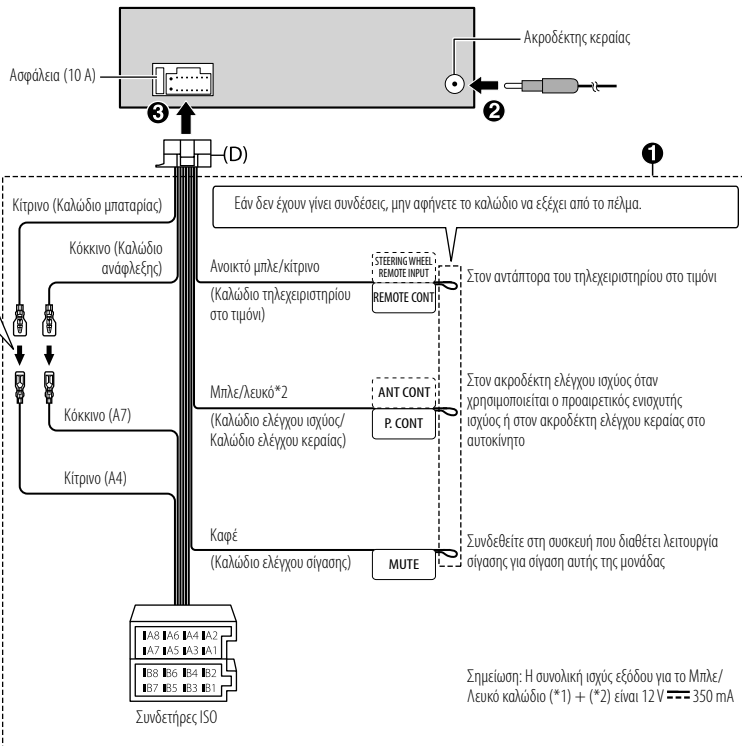 Ακροδέκτης κεραίας
Ασφάλεια (10 A)
❸
❷
(D)
❶
Κίτρινο (Καλώδιο μπαταρίας)
Εάν δεν έχουν γίνει συνδέσεις, μην αφήνετε το καλώδιο να εξέχει από το πέλμα.
Κόκκινο (Καλώδιο
ανάφλεξης)
Ανοικτό μπλε/κίτρινο
(Καλώδιο τηλεχειριστηρίου
στο τιμόνι)
STEERING WHEEL
REMOTE INPUT
REMOTE CONT
Στον αντάπτορα του τηλεχειριστηρίου στο τιμόνι
Μπλε/λευκό*2
(Καλώδιο ελέγχου ισχύος/
Καλώδιο ελέγχου κεραίας)
ANT CONT
P. CONT
Στον ακροδέκτη ελέγχου ισχύος όταν
χρησιμοποιείται ο προαιρετικός ενισχυτής
ισχύος ή στον ακροδέκτη ελέγχου κεραίας στο
αυτοκίνητο
Κόκκινο (A7)
Κίτρινο (A4)
Καφέ
(Καλώδιο ελέγχου σίγασης)
MUTE
Συνδεθείτε στη συσκευή που διαθέτει λειτουργία
σίγασης για σίγαση αυτής της μονάδας
A8 A6 A4 A2
A7 A5 A3 A1
B8 B6 B4 B2
B7 B5 B3 B1
Συνδετήρες ISO
Σημείωση: Η συνολική ισχύς εξόδου για το Μπλε/
Λευκό καλώδιο (*1) + (*2) είναι 12 V ⎓ 350 mA